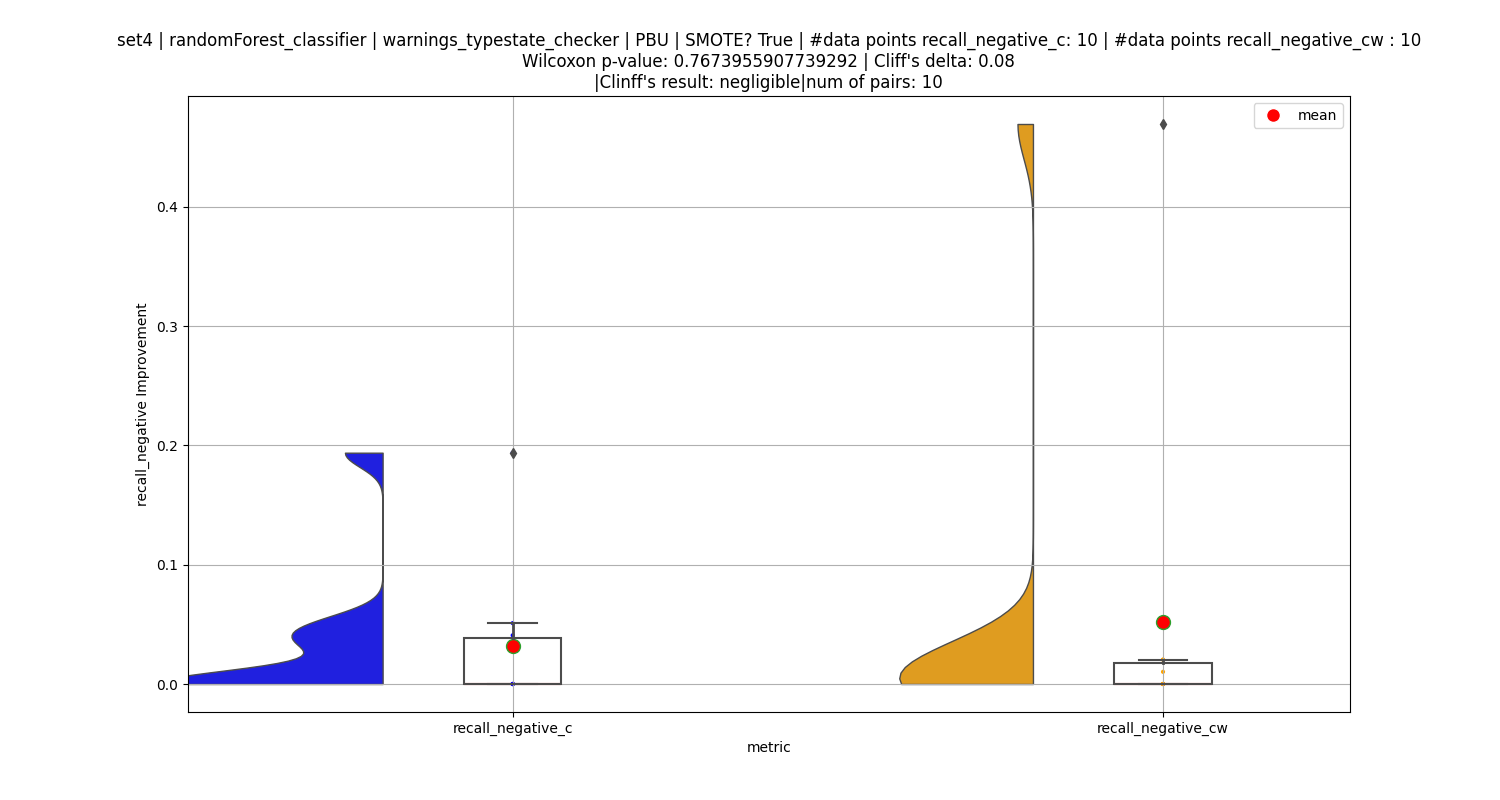 set4 | randomForest_classifier | warnings_typestate_checker | PBU | SMOTE? True | #data points recall_negative_c: 10 | #data points recall_negative_cw : 10
Wilcoxon p-value: 0.7673955907739292 | Cliff's delta: 0.08
|Clinff's result: negligible|num of pairs: 10
mean
0.4
0.3
0.2
0.1
0.0
recall_negative Improvement
recall_negative_c
recall_negative_cw
metric